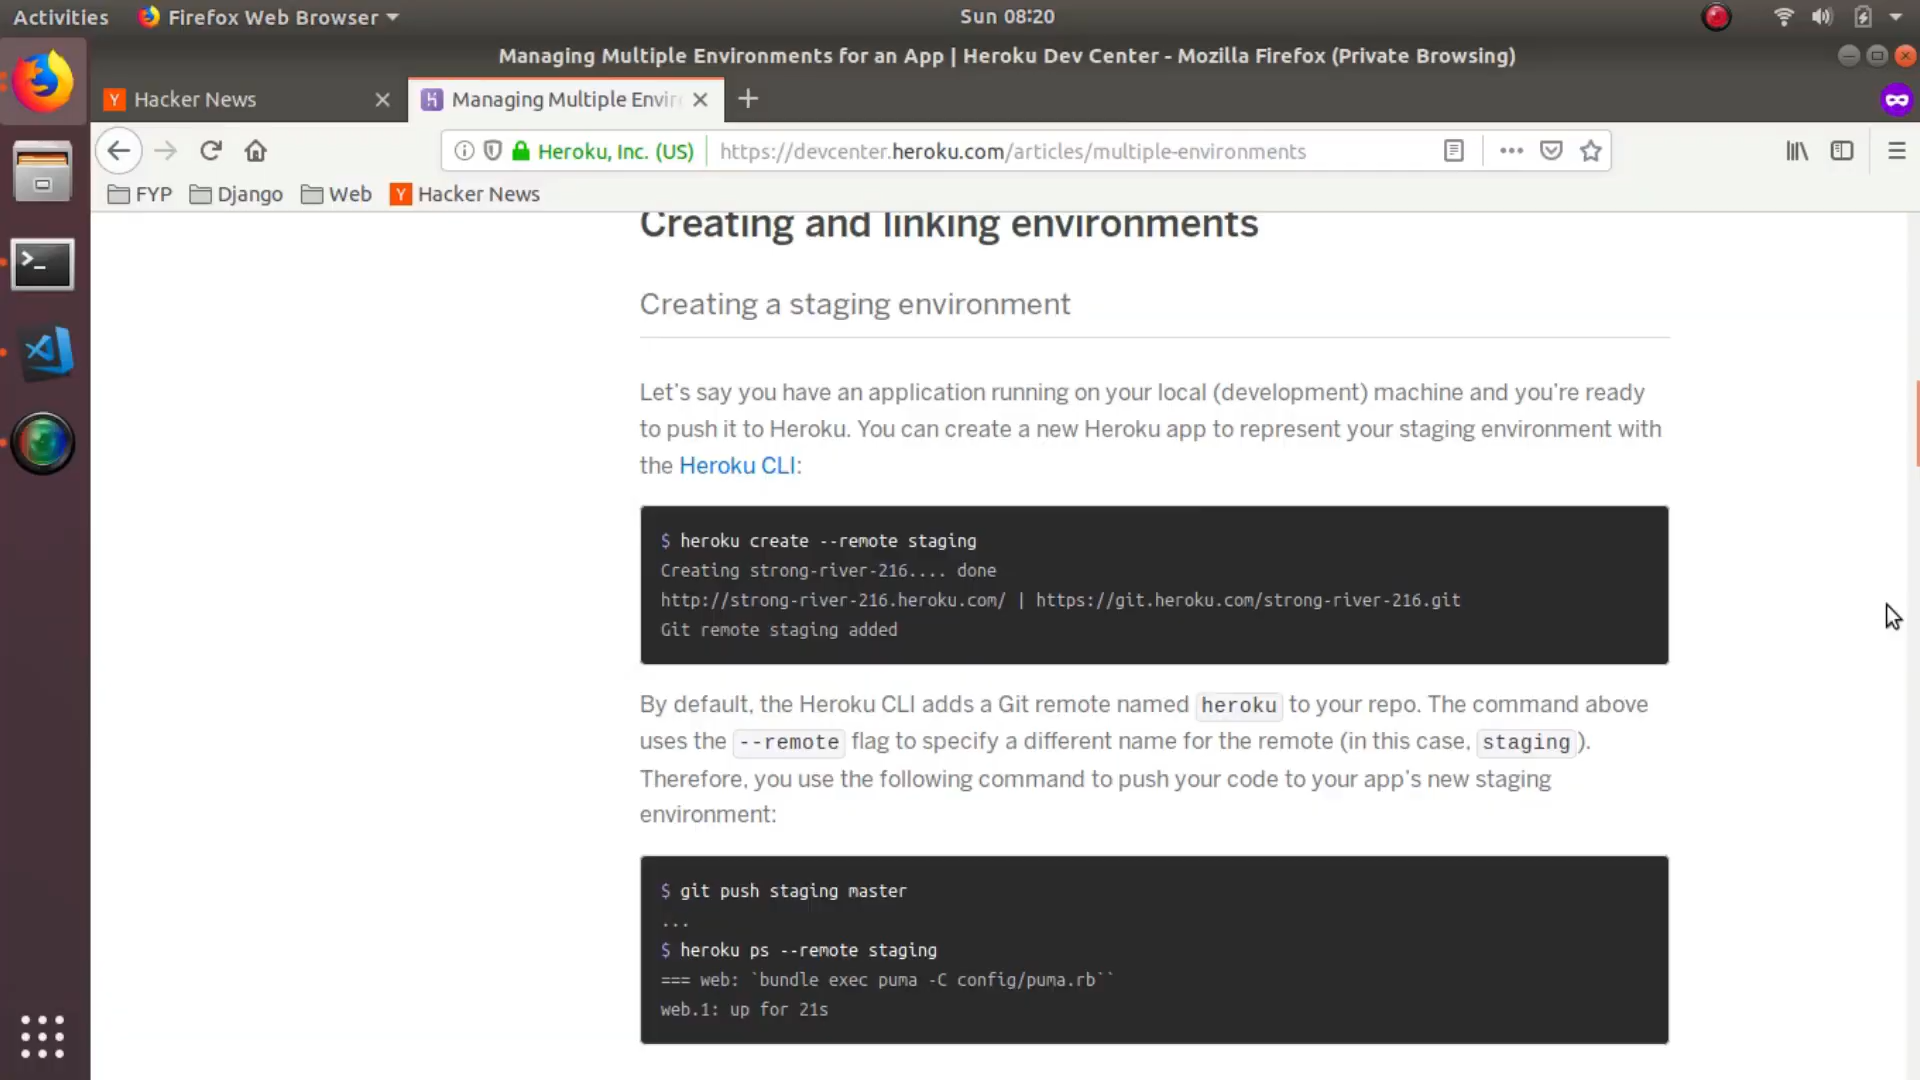 Activities Firefox Web Browser Sun 08:20
Managing Multiple Environments for an App | Heroku Dev Center - Mozilla Firefox (Private Browsing)
Hacker News Managing Multiple Envir
Heroku, Inc. (US) https://devcenter.heroku.com/articles/multiple-environments
FYP Django Web Hacker News
Creating and linking environments
Creating a staging environment
Let's say you have an application running on your local (development) machine and you're ready
to push it to Heroku. You can create a new Heroku app to represent your staging environment with
the Heroku CLI:
$ heroku create --remote staging
Creating strong-river-216.... done
http://strong-river-216.heroku.com/ | https://git.heroku.com/strong-river-216.git
Git remote staging added
By default, the Heroku CLI adds a Git remote named heroku to your repo. The command above
uses the --remote flag to specify a different name for the remote (in this case, staging).
Therefore, you use the following command to push your code to your app's new staging
environment:
$ git push staging master
...
$ heroku ps --remote staging
=== web: `bundle exec puma -C config/puma.rb``
web.1: up for 21s